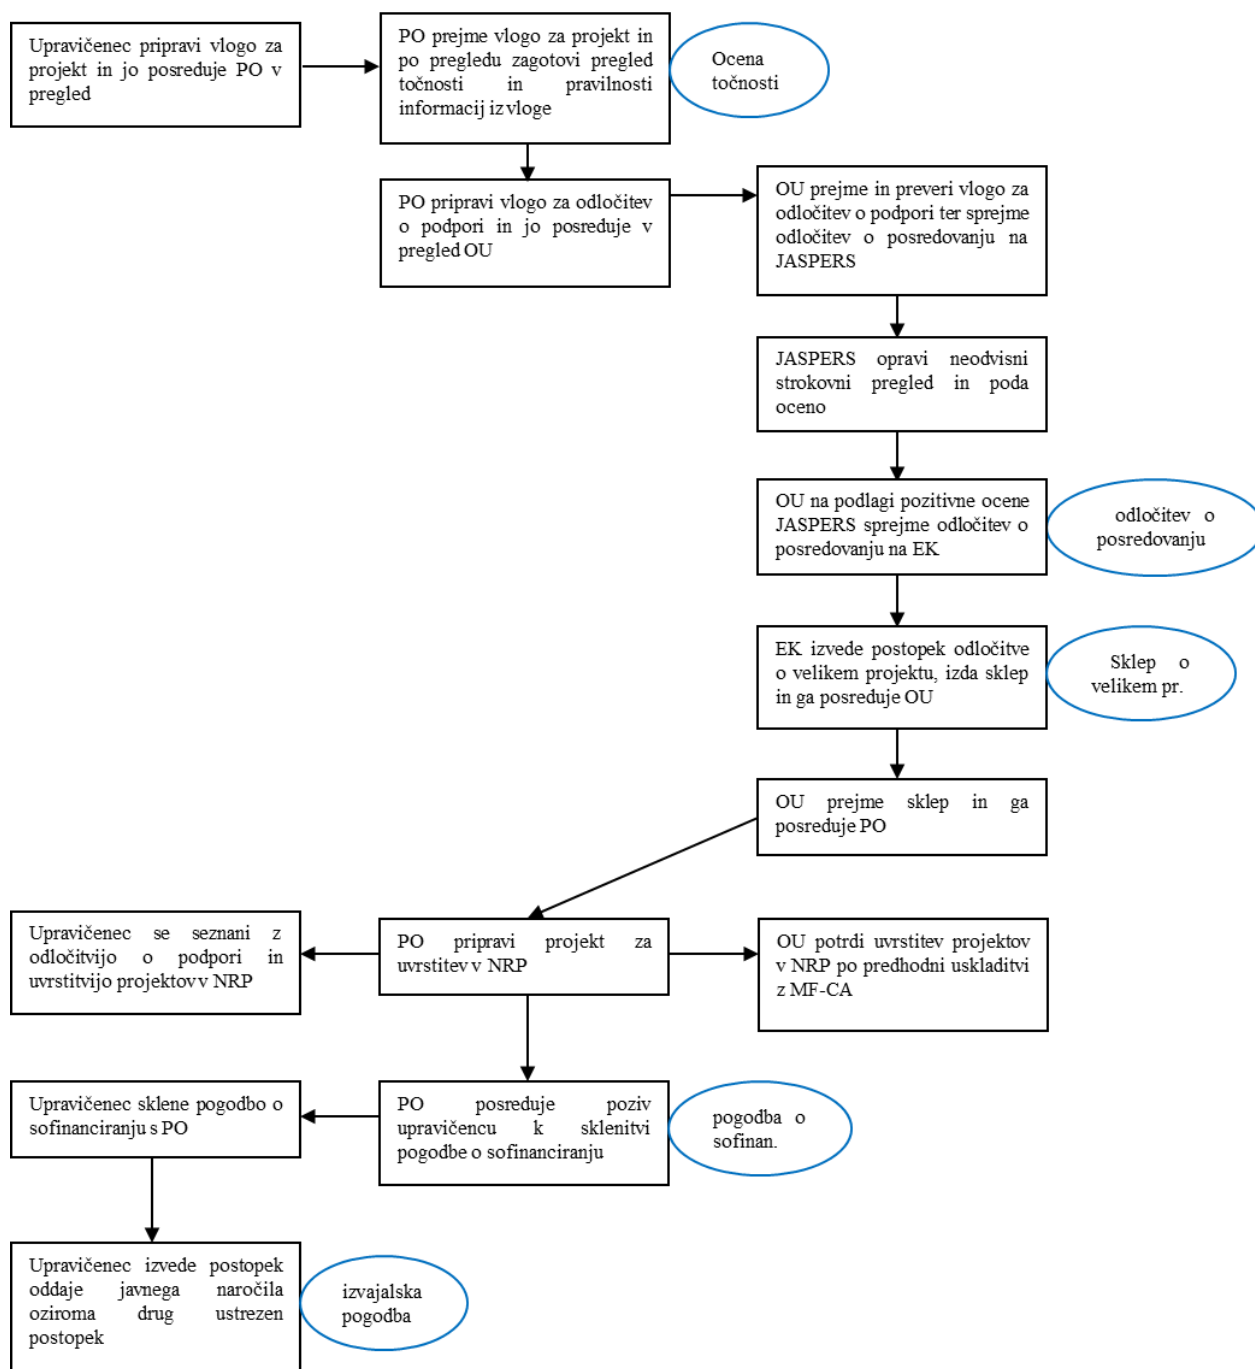 Upravičenec pripravi vlogo za
projekt in jo posreduje PO v
pregled
PO prejme vlogo za projekt in
po pregledu zagotovi pregled
točnosti in pravilnosti
informacij iz vloge
Ocena
točnosti
PO pripravi vlogo za odločitev
o podpori in jo posreduje v
pregled OU
OU prejme in preveri vlogo za
odločitev o podpori ter sprejme
odločitev o posredovanju na
JASPERS
JASPERS opravi neodvisni
strokovni pregled in poda
oceno
OU na podlagi pozitivne ocene
JASPERS sprejme odločitev o
posredovanju na EK
odločitev o
posredovanju
EK izvede postopek odločitve
o velikem projektu, izda sklep
in ga posreduje OU
Sklep o
velikem pr.
OU prejme sklep in ga
posreduje PO
Upravičenec se seznani z
odločitvijo o podpori in
uvrstitvijo projektov v NRP
PO pripravi projekt za
uvrstitev v NRP
OU potrdi uvrstitev projektov
v NRP po predhodni uskladitvi
z MF-CA
Upravičenec sklene pogodbo o
sofinanciranju s PO
PO posreduje poziv
upravičencu k sklenitvi
pogodbe o sofinanciranju
pogodba o
sofinan.
Upravičenec izvede postopek
oddaje javnega naročila
oziroma drug ustrezen
postopek
izvajalska
pogodba